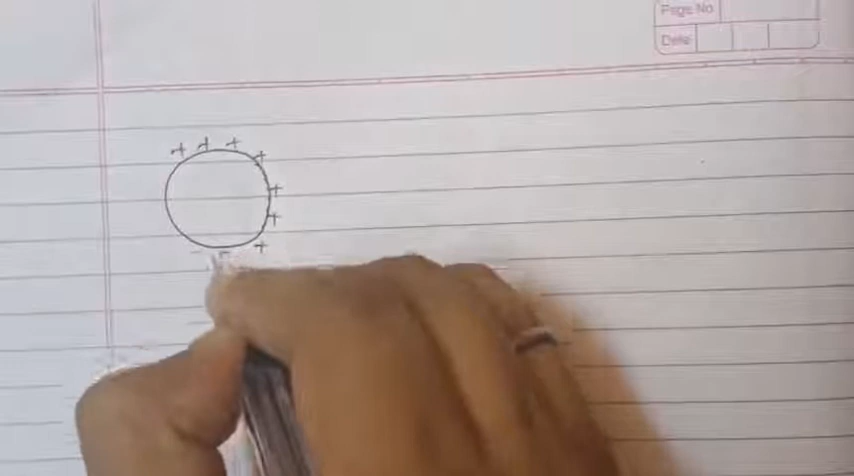 Page No
Date
+ + + +
+
+
+